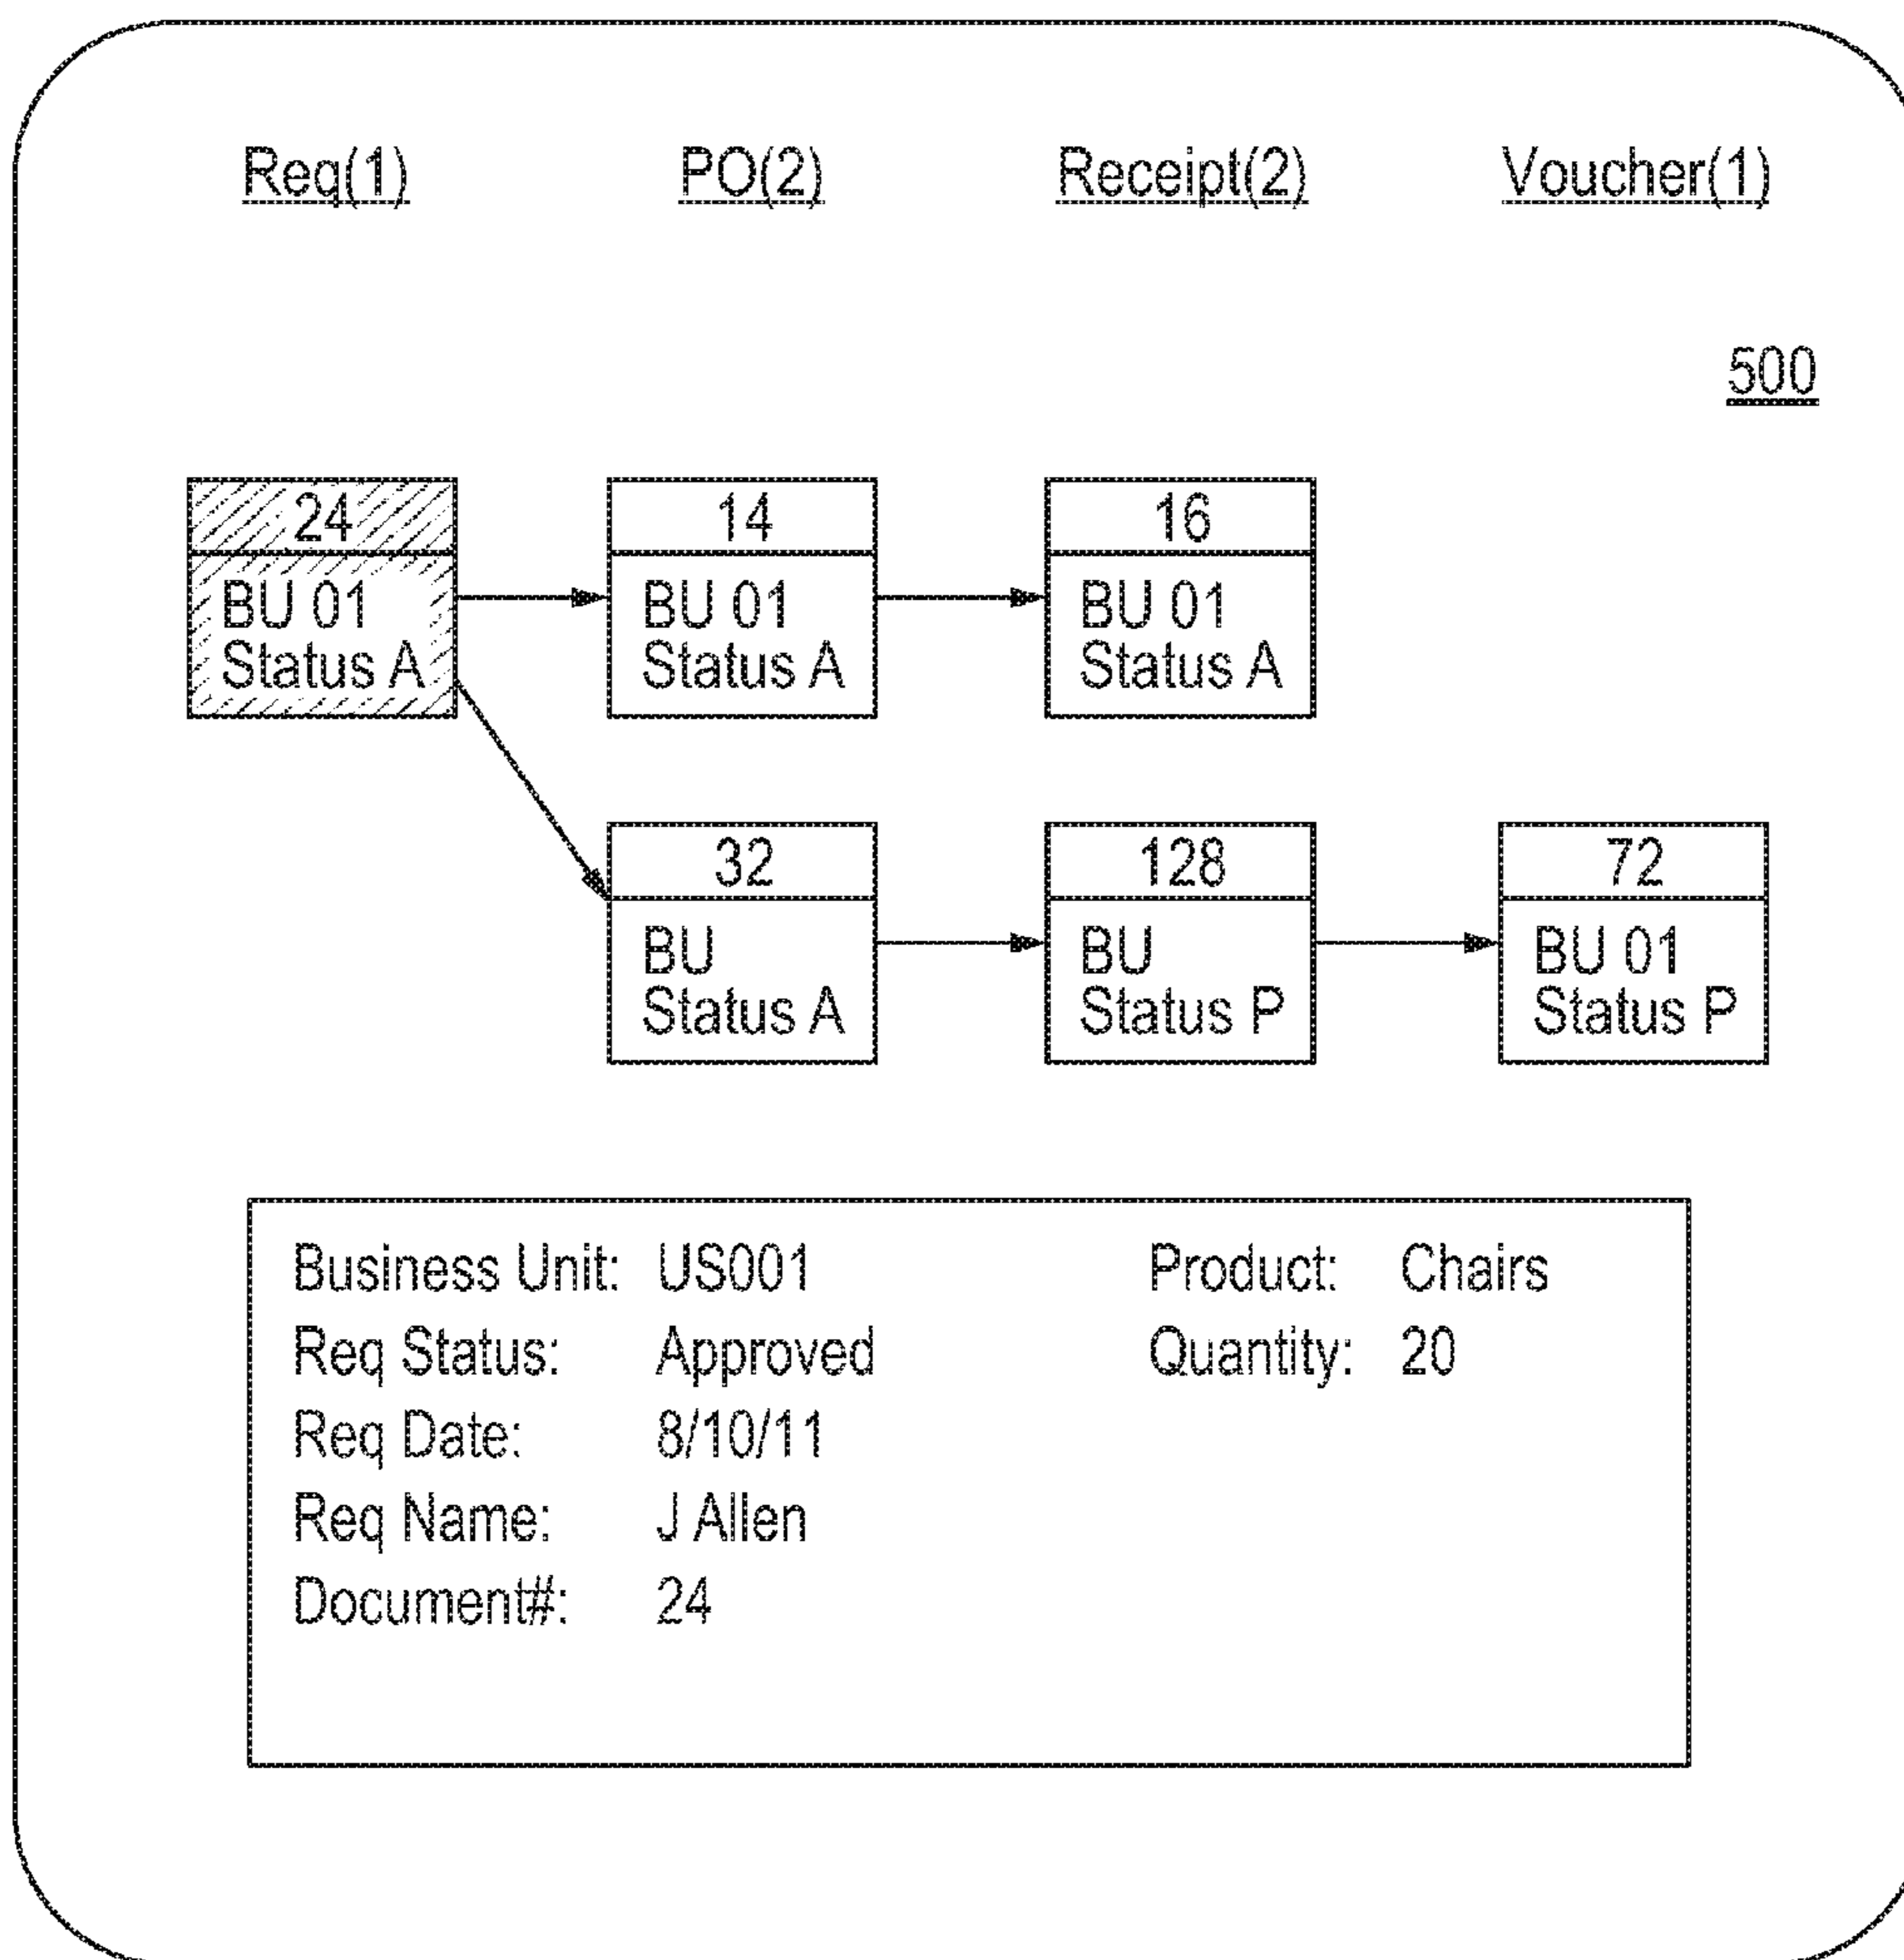 Req(1) PO(2) Receipt(2) Voucher(1)
500
24 14 16
BU 01 BU 01 BU 01
Status A Status A Status A
32 128 72
BU BU BU 01
Status A Status P Status P
Business Unit: US001 Product: Chairs
Req Status: Approved Quantity: 20
Req Date: 8/10/11
Req Name: J Allen
Document#: 24